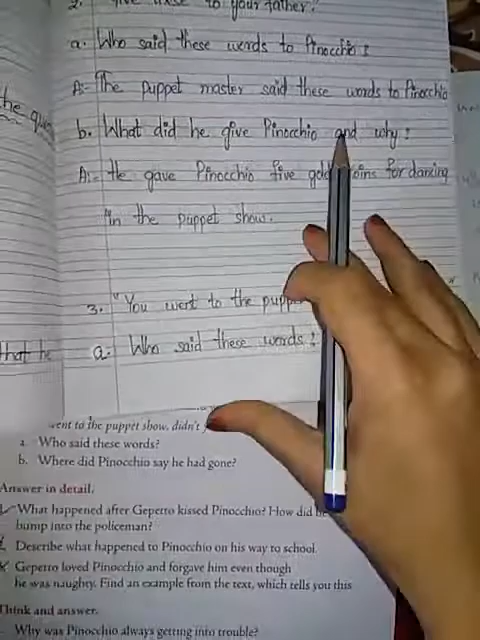 2. give these to your father."
a. Who said these words to Pinocchio?
A:- The puppet master said these words to Pinocchio
b. What did he give Pinocchio and why?
A:- He gave Pinocchio five gold coins for dancing
in the puppet show.
3. "You went to the
a. Who said these words?
the
that he
went to the puppet show, didn't
a. Who said these words?
b. Where did Pinocchio say he had gone?
Answer in detail.
What happened after Gepetto kissed Pinocchio? How did he
bump into the policeman?
Describe what happened to Pinocchio on his way to school.
Gepetto loved Pinocchio and forgave him even though
he was naughty. Find an example from the text, which tells you this
Think and answer.
Why was Pinocchio always getting into trouble?